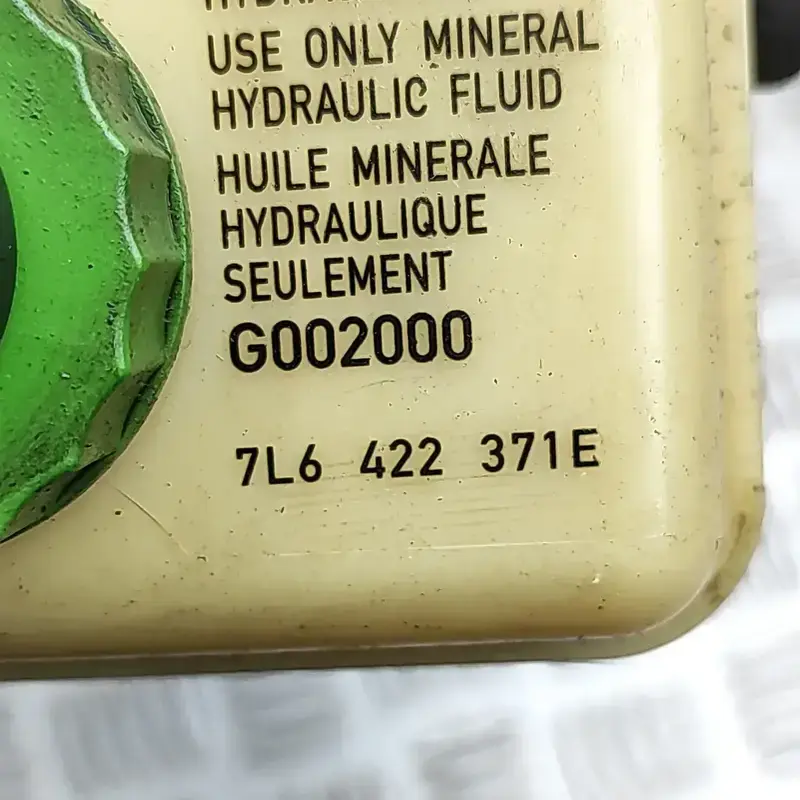 USE ONLY MINERAL
HYDRAULIC FLUID
HUILE MINERALE
HYDRAULIQUE
SEULEMENT
G002000
7L6 422 371E